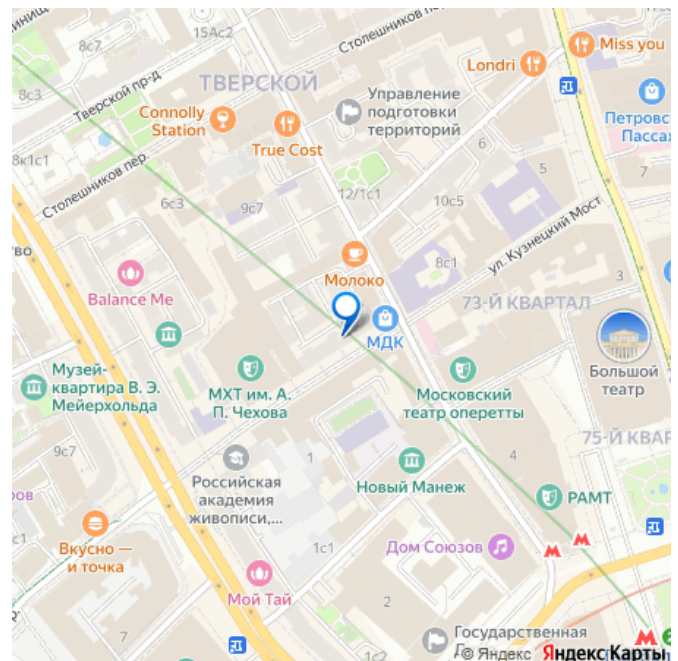 15Ас2
Столешников пер.
8с7
Miss you
Londri
8с3
Тверской пр-д
ТВЕРСКОЙ
Управление
подготовки
территорий
Connolly
Station
True Cost
Петровс
Пассаж
8к1с1
Столешников пер.
6
5
7
6с3
9с7
12/1с1
10с5
ул. Кузнецкий Мост
тво
Молоко
8с1
3
Balance Me
73-Й КВАРТАЛ
МДК
Большой
театр
Музей-
квартира В. Э.
Мейерхольда
МХТ им. А.
П. Чехова
Московский
театр оперетты
75-Й КВАР
9с7
1
4
Российская
академия
живописи,...
Новый Манеж
ров
РАМТ
Вкусно —
и точка
1с1
Дом Союзов
Мой Тай
2
7
Государственная
1с2
© Яндекс Яндекс Карты